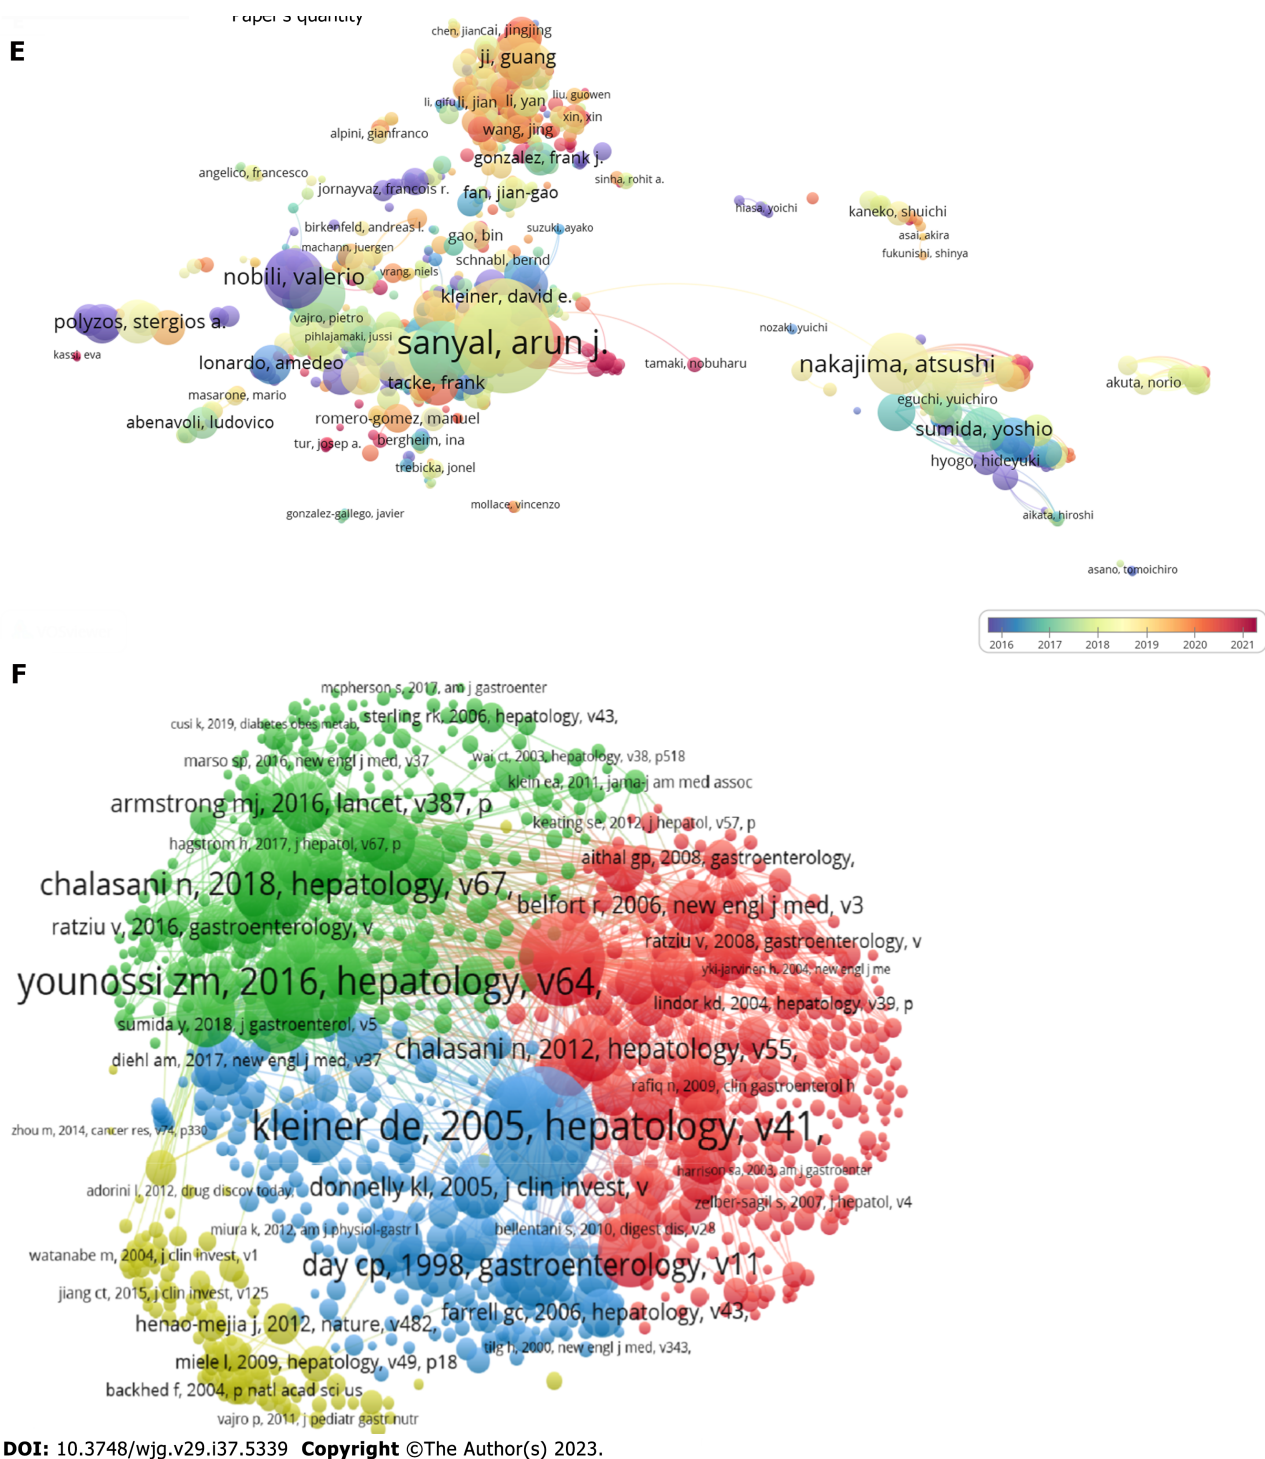 Paper's quantity
E
chen, jian
cai, jingjing
ji, guang
li, qifu
li, jian
li, yan
liu, guowen
xin, xin
wang, jing
alpini, gianfranco
gonzalez, frank j.
angelico, francesco
jornayvaz, francois r.
fan, jian-gao
sinha, rohit a.
hiasa, yoichi
kaneko, shuichi
asai, akira
fukunishi, shinya
birkenfeld, andreas l.
gao, bin
suzuki, ayako
machann, juergen
schnabl, bernd
vrang, niels
nobili, valerio
kleiner, david e.
polyzos, stergios a.
vajro, pietro
pihlajamaki, jussi
sanyal, arun j.
nozaki, yuichi
kassi, eva
lonardo, amedeo
tamaki, nobuharu
nakajima, atsushi
tacke, frank
akuta, norio
masarone, mario
eguchi, yuichiro
abenavoli, ludovico
romero-gomez, manuel
sumida, yoshio
tur, josep a.
bergheim, ina
hyogo, hideyuki
trebicka, jonel
gonzalez-gallego, javier
mollace, vincenzo
aikata, hiroshi
asano, tomoichiro
2016 2017 2018 2019 2020 2021
F
mcpherson s, 2017, am j gastroenter
cusi k, 2019, diabetes obes metab,
sterling rk, 2006, hepatology, v43,
marso sp, 2016, new engl j med, v37
wai ct, 2003, hepatology, v38, p518
klein ea, 2011, jama-j am med assoc
armstrong mj, 2016, lancet, v387, p
keating se, 2012, j hepatol, v57, p
hagstrom h, 2017, j hepatol, v67, p
aithal gp, 2008, gastroenterology,
chalasani n, 2018, hepatology, v67,
belfort r, 2006, new engl j med, v3
ratziu v, 2016, gastroenterology, v
ratziu v, 2008, gastroenterology, v
yki-jarvinen h, 2004, new engl j me
younossi zm, 2016, hepatology, v64,
lindor kd, 2004, hepatology, v39, p
sumida y, 2018, j gastroenterol, v5
chalasani n, 2012, hepatology, v55,
diehl am, 2017, new engl j med, v37
rafiq n, 2009, clin gastroenterol h
kleiner de, 2005, hepatology, v41,
zhou m, 2014, cancer res, v74, p330
harrison sa, 2003, am j gastroenter
adorini l, 2012, drug discov today,
donnelly kl, 2005, j clin invest, v
zelber-sagi s, 2007, j hepatol, v4
miura k, 2012, am j physiol-gastr l
bellentani s, 2010, digest dis, v28
watanabe m, 2004, j clin invest, v1
day cp, 1998, gastroenterology, v11
jiang ct, 2015, j clin invest, v125
farrell gc, 2006, hepatology, v43,
henao-mejia j, 2012, nature, v482,
tilg h, 2000, new engl j med, v343,
miele l, 2009, hepatology, v49, p18
backhed f, 2004, p natl acad sci us
vajro p, 2011, j pediatr gastr nutr
DOI: 10.3748/wjg.v29.i37.5339 Copyright ©The Author(s) 2023.